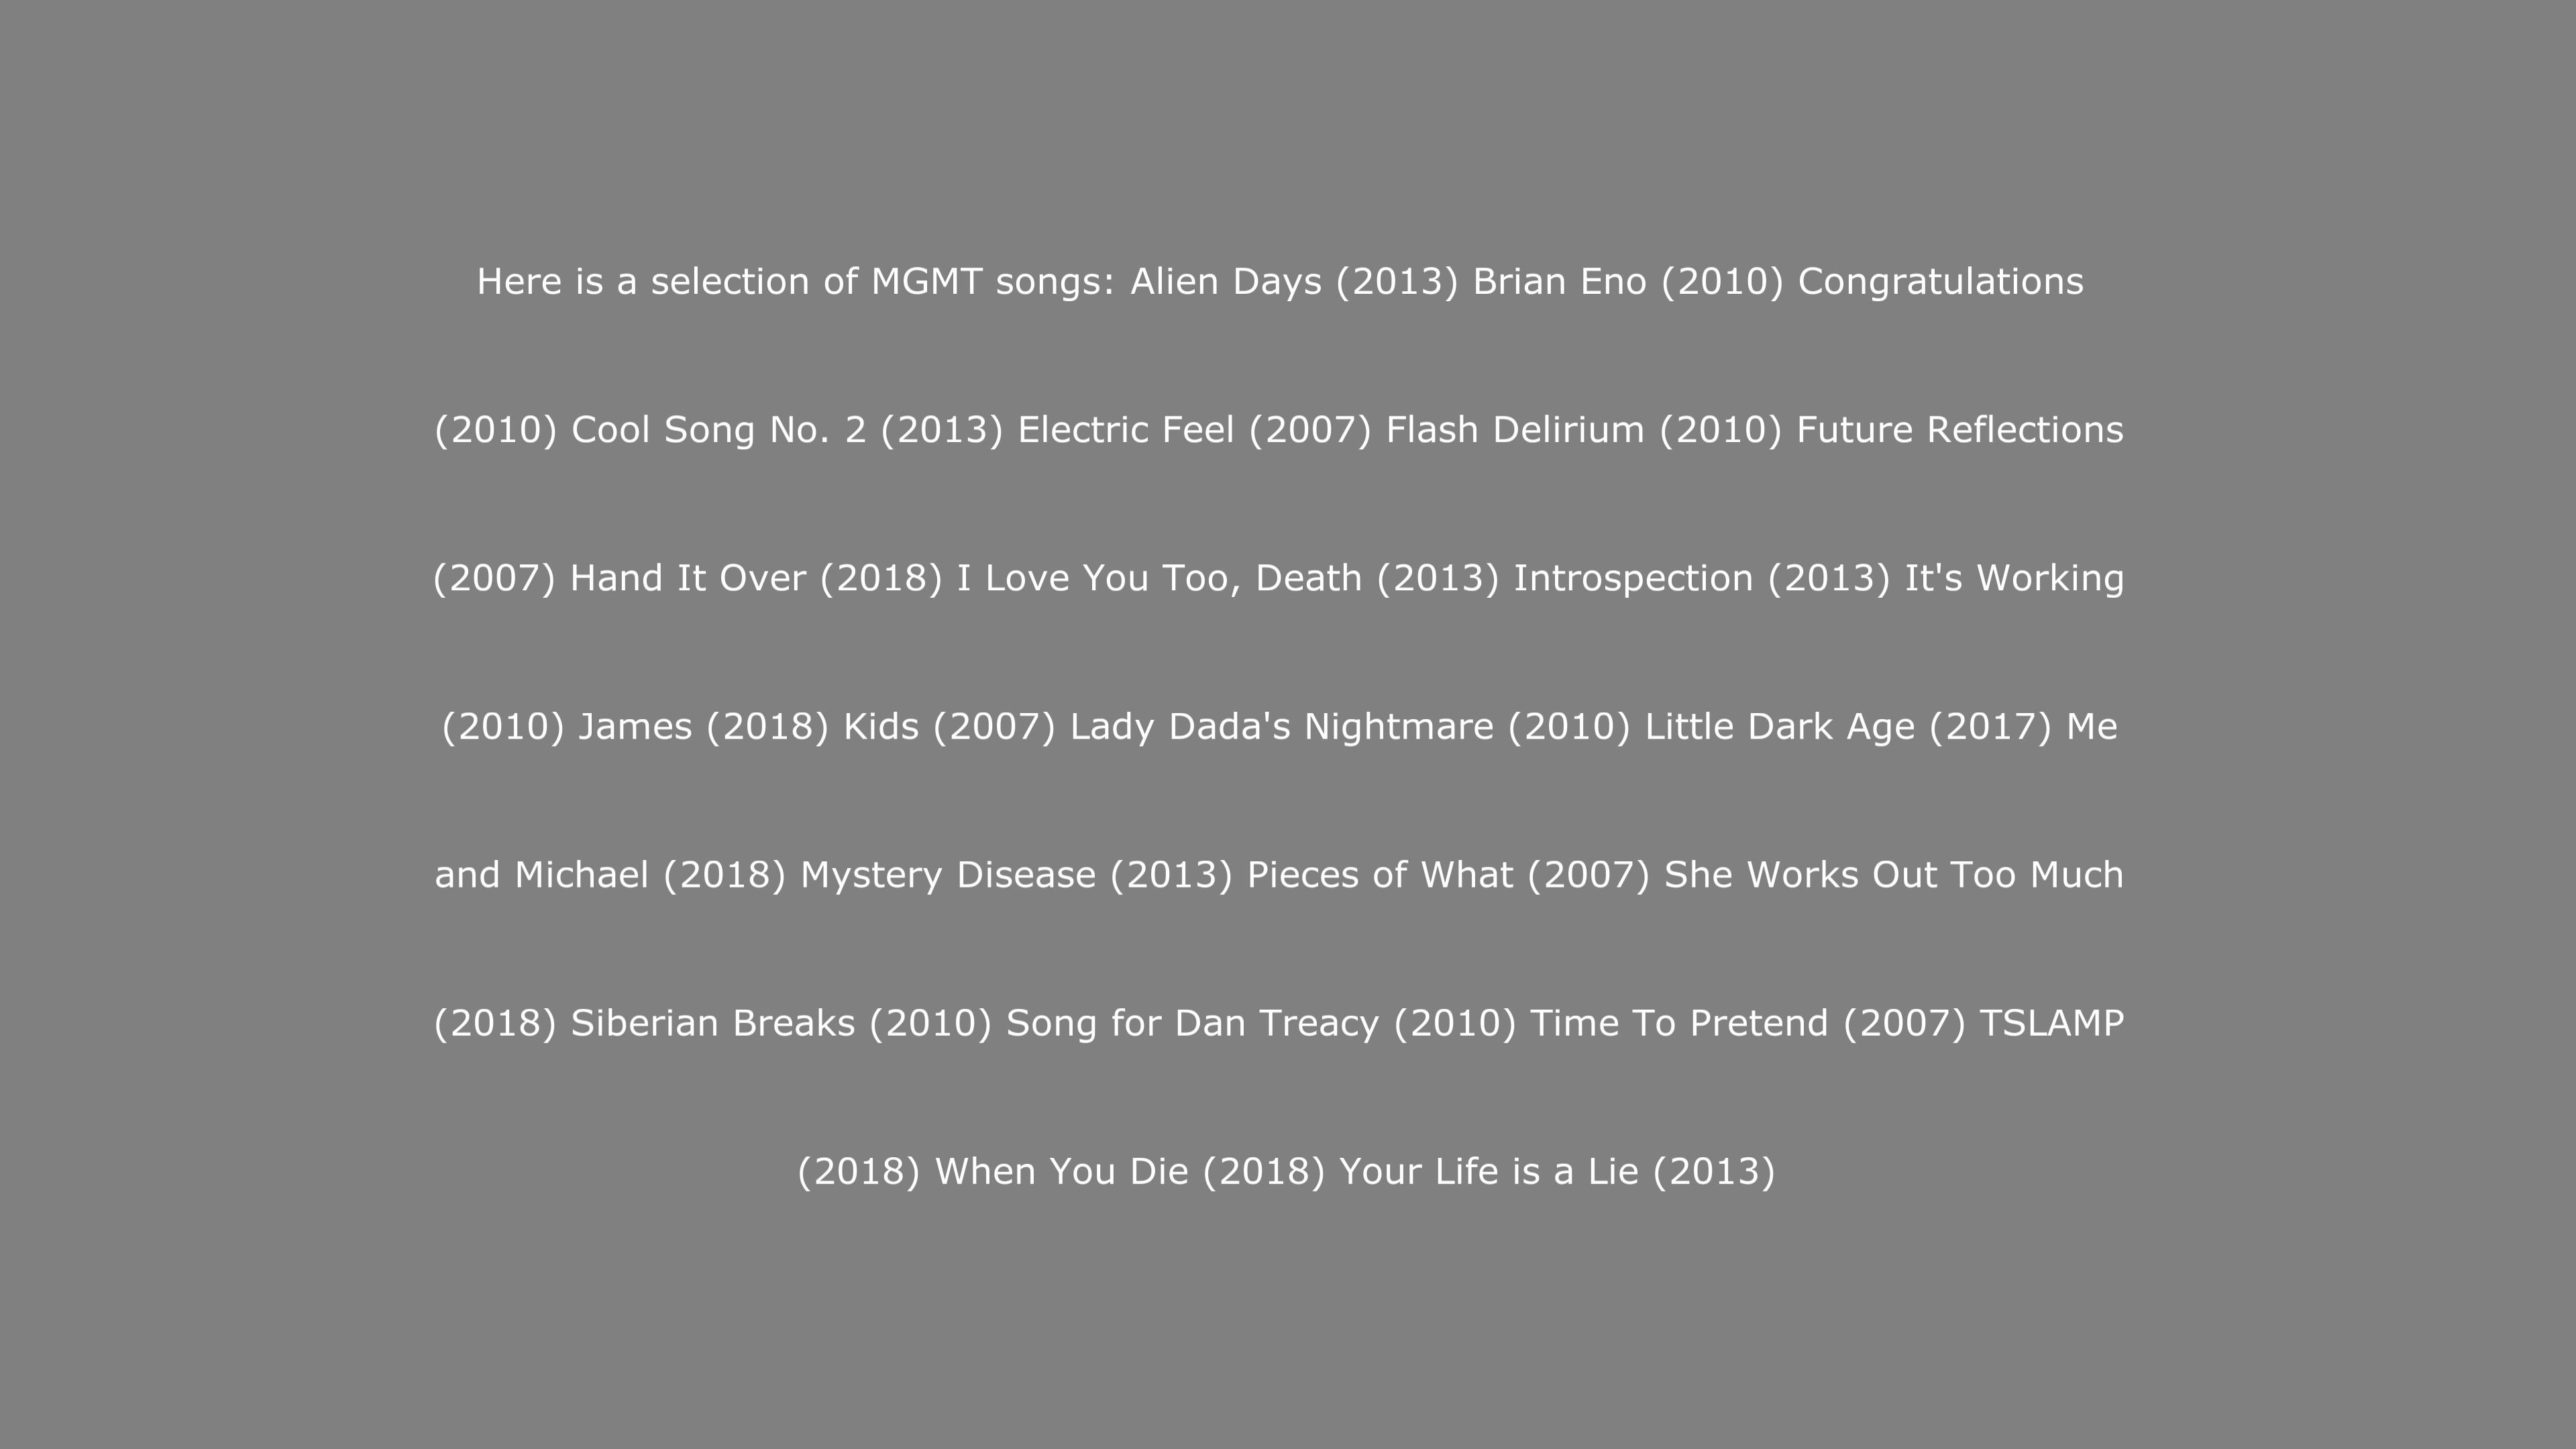 Here is a selection of MGMT songs: Alien Days (2013) Brian Eno (2010) Congratulations
(2010) Cool Song No. 2 (2013) Electric Feel (2007) Flash Delirium (2010) Future Reflections
(2007) Hand It Over (2018) I Love You Too, Death (2013) Introspection (2013) It's Working
(2010) James (2018) Kids (2007) Lady Dada's Nightmare (2010) Little Dark Age (2017) Me
and Michael (2018) Mystery Disease (2013) Pieces of What (2007) She Works Out Too Much
(2018) Siberian Breaks (2010) Song for Dan Treacy (2010) Time To Pretend (2007) TSLAMP
(2018) When You Die (2018) Your Life is a Lie (2013)